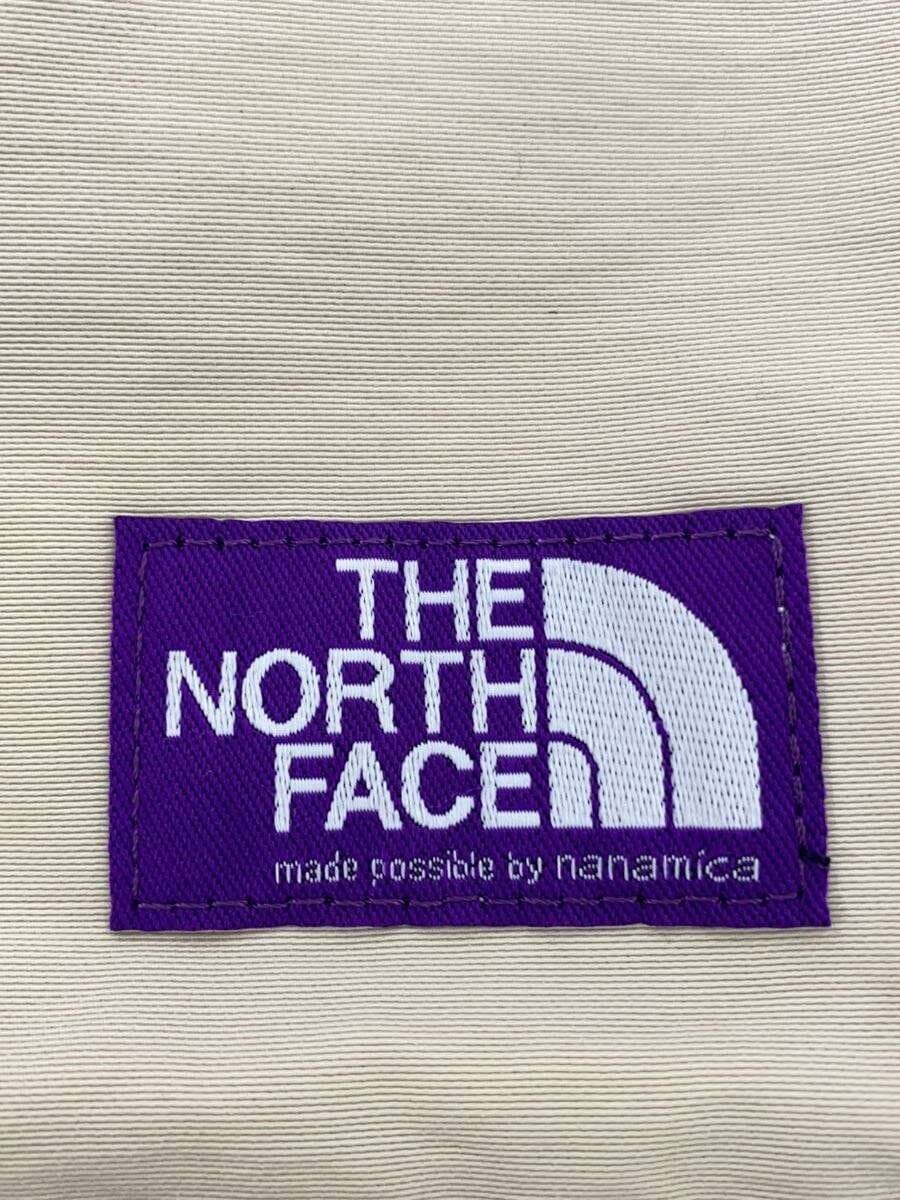 THE
NORTH
FACE
made possible by nanamica